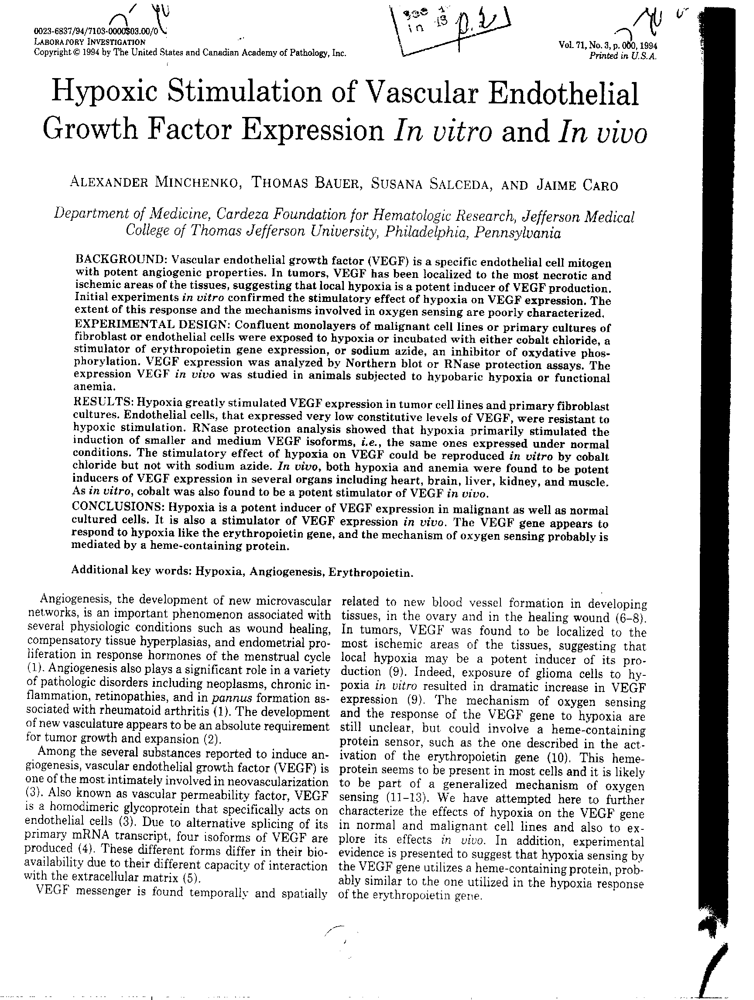 see 1
in 13 p. 21
0023-6837/94/7103-0000$03.00/0
LABORATORY INVESTIGATION
Copyright © 1994 by The United States and Canadian Academy of Pathology, Inc.
Vol. 71, No. 3, p. 000, 1994
Printed in U.S.A.
Hypoxic Stimulation of Vascular Endothelial
Growth Factor Expression In vitro and In vivo
ALEXANDER MINCHENKO, THOMAS BAUER, SUSANA SALCEDA, AND JAIME CARO
Department of Medicine, Cardeza Foundation for Hematologic Research, Jefferson Medical
College of Thomas Jefferson University, Philadelphia, Pennsylvania
BACKGROUND: Vascular endothelial growth factor (VEGF) is a specific endothelial cell mitogen
with potent angiogenic properties. In tumors, VEGF has been localized to the most necrotic and
ischemic areas of the tissues, suggesting that local hypoxia is a potent inducer of VEGF production.
Initial experiments in vitro confirmed the stimulatory effect of hypoxia on VEGF expression. The
extent of this response and the mechanisms involved in oxygen sensing are poorly characterized.
EXPERIMENTAL DESIGN: Confluent monolayers of malignant cell lines or primary cultures of
fibroblast or endothelial cells were exposed to hypoxia or incubated with either cobalt chloride, a
stimulator of erythropoietin gene expression, or sodium azide, an inhibitor of oxydative phos-
phorylation. VEGF expression was analyzed by Northern blot or RNase protection assays. The
expression VEGF in vivo was studied in animals subjected to hypobaric hypoxia or functional
anemia.
RESULTS: Hypoxia greatly stimulated VEGF expression in tumor cell lines and primary fibroblast
cultures. Endothelial cells, that expressed very low constitutive levels of VEGF, were resistant to
hypoxic stimulation. RNase protection analysis showed that hypoxia primarily stimulated the
induction of smaller and medium VEGF isoforms, i.e., the same ones expressed under normal
conditions. The stimulatory effect of hypoxia on VEGF could be reproduced in vitro by cobalt
chloride but not with sodium azide. In vivo, both hypoxia and anemia were found to be potent
inducers of VEGF expression in several organs including heart, brain, liver, kidney, and muscle.
As in vitro, cobalt was also found to be a potent stimulator of VEGF in vivo.
CONCLUSIONS: Hypoxia is a potent inducer of VEGF expression in malignant as well as normal
cultured cells. It is also a stimulator of VEGF expression in vivo. The VEGF gene appears to
respond to hypoxia like the erythropoietin gene, and the mechanism of oxygen sensing probably is
mediated by a heme-containing protein.
Additional key words: Hypoxia, Angiogenesis, Erythropoietin.
Angiogenesis, the development of new microvascular
networks, is an important phenomenon associated with
several physiologic conditions such as wound healing,
compensatory tissue hyperplasias, and endometrial pro-
liferation in response hormones of the menstrual cycle
(1). Angiogenesis also plays a significant role in a variety
of pathologic disorders including neoplasms, chronic in-
flammation, retinopathies, and in pannus formation as-
sociated with rheumatoid arthritis (1). The development
of new vasculature appears to be an absolute requirement
for tumor growth and expansion (2).
Among the several substances reported to induce an-
giogenesis, vascular endothelial growth factor (VEGF) is
one of the most intimately involved in neovascularization
(3). Also known as vascular permeability factor, VEGF
is a homodimeric glycoprotein that specifically acts on
endothelial cells (3). Due to alternative splicing of its
primary mRNA transcript, four isoforms of VEGF are
produced (4). These different forms differ in their bio-
availability due to their different capacity of interaction
with the extracellular matrix (5).
VEGF messenger is found temporally and spatially
related to new blood vessel formation in developing
tissues, in the ovary and in the healing wound (6–8).
In tumors, VEGF was found to be localized to the
most ischemic areas of the tissues, suggesting that
local hypoxia may be a potent inducer of its pro-
duction (9). Indeed, exposure of glioma cells to hy-
poxia in vitro resulted in dramatic increase in VEGF
expression (9). The mechanism of oxygen sensing
and the response of the VEGF gene to hypoxia are
still unclear, but could involve a heme-containing
protein sensor, such as the one described in the act-
ivation of the erythropoietin gene (10). This heme-
protein seems to be present in most cells and it is likely
to be part of a generalized mechanism of oxygen
sensing (11–13). We have attempted here to further
characterize the effects of hypoxia on the VEGF gene
in normal and malignant cell lines and also to ex-
plore its effects in vivo. In addition, experimental
evidence is presented to suggest that hypoxia sensing by
the VEGF gene utilizes a heme-containing protein, prob-
ably similar to the one utilized in the hypoxia response
of the erythropoietin gene.